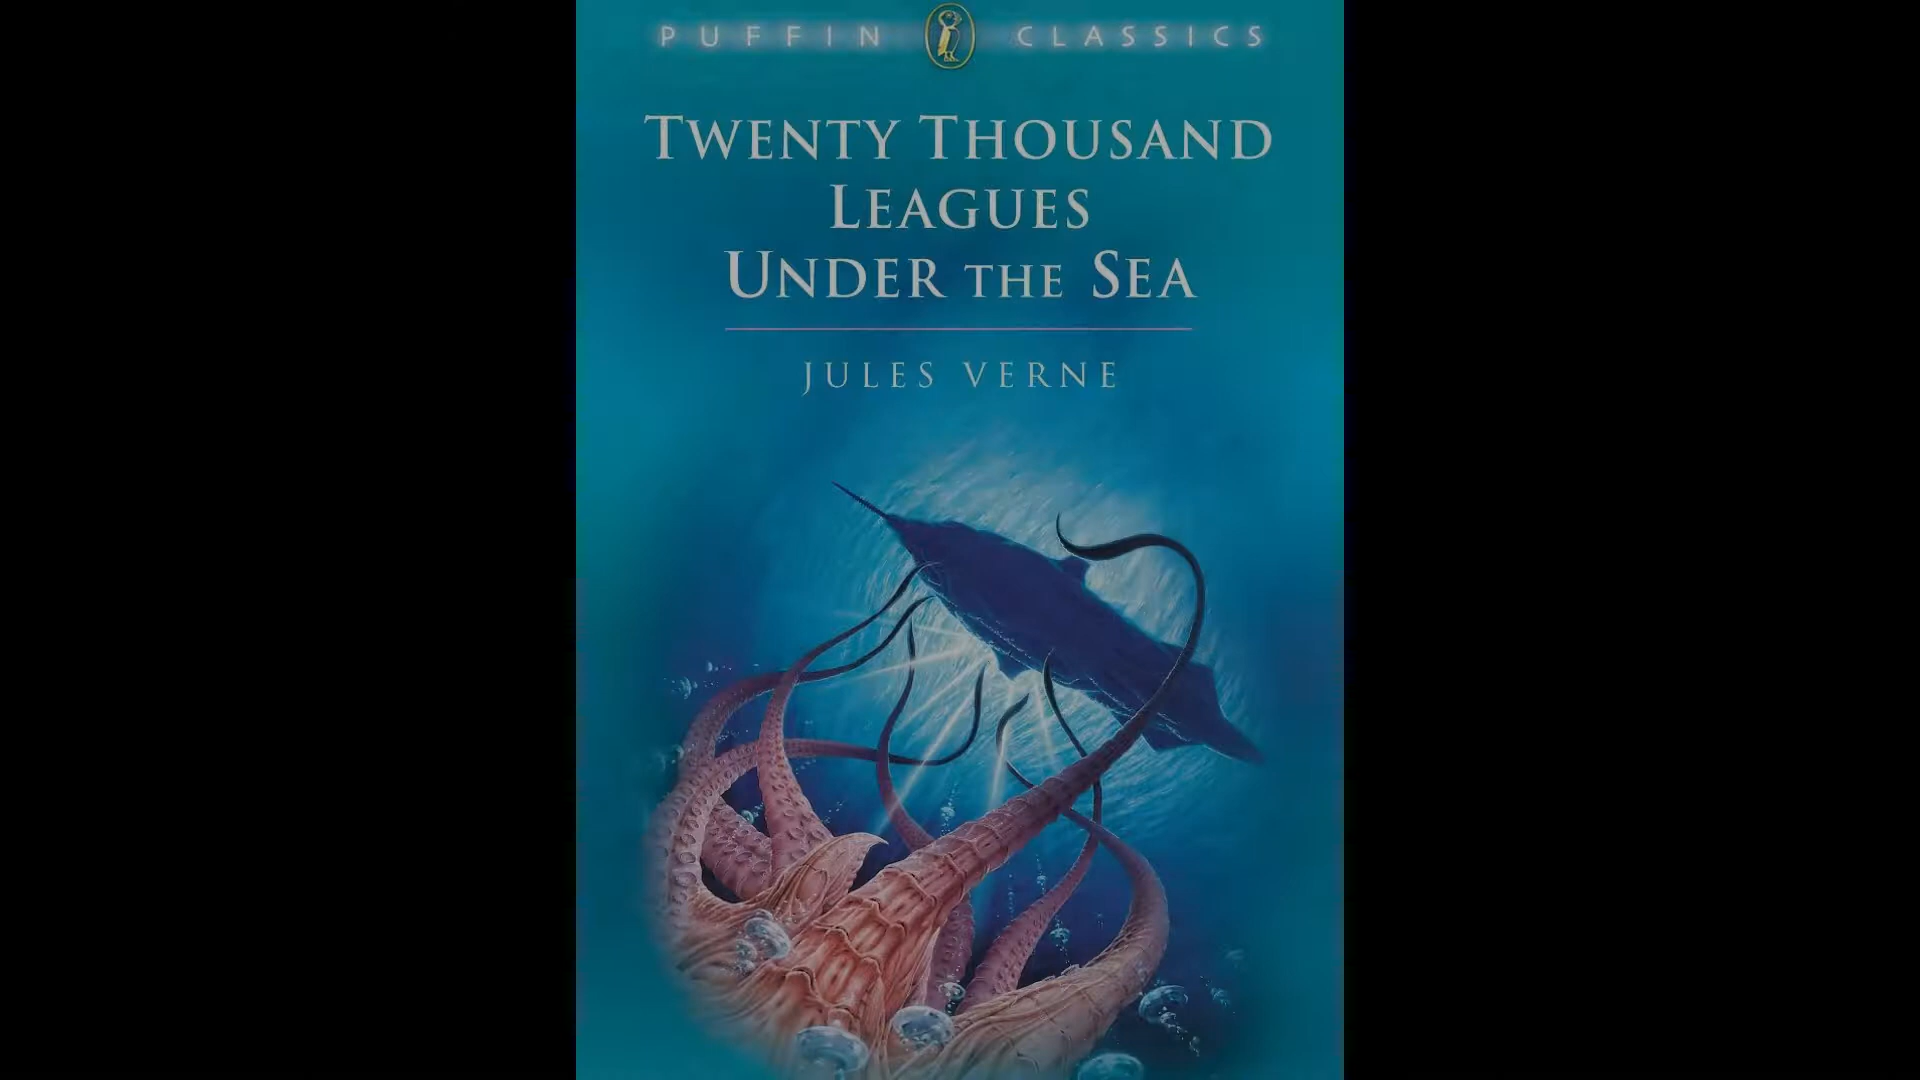 PUFFIN CLASSICS
TWENTY THOUSAND
LEAGUES
UNDER THE SEA
JULES VERNE